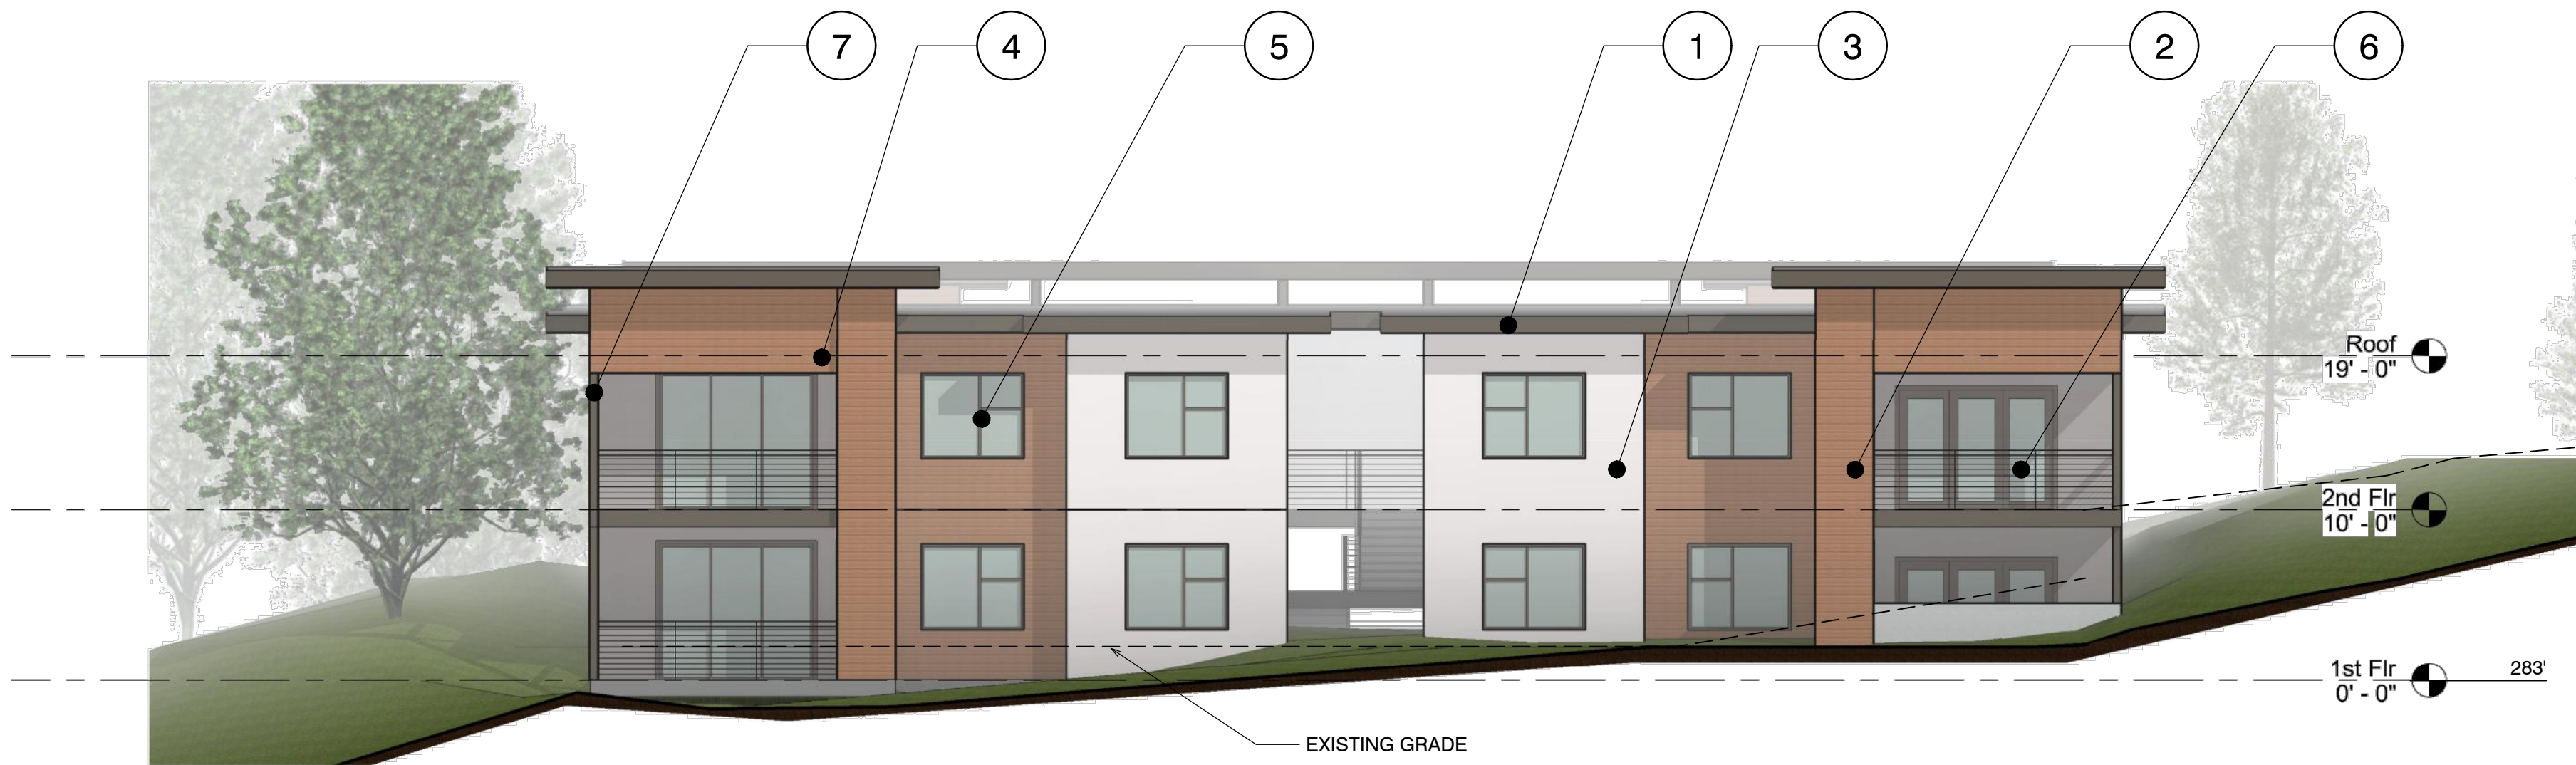 7
4
5
1
3
2
6
Roof
19' - 0"
2nd Flr
10' - 0"
1st Flr
0' - 0"
283'
EXISTING GRADE